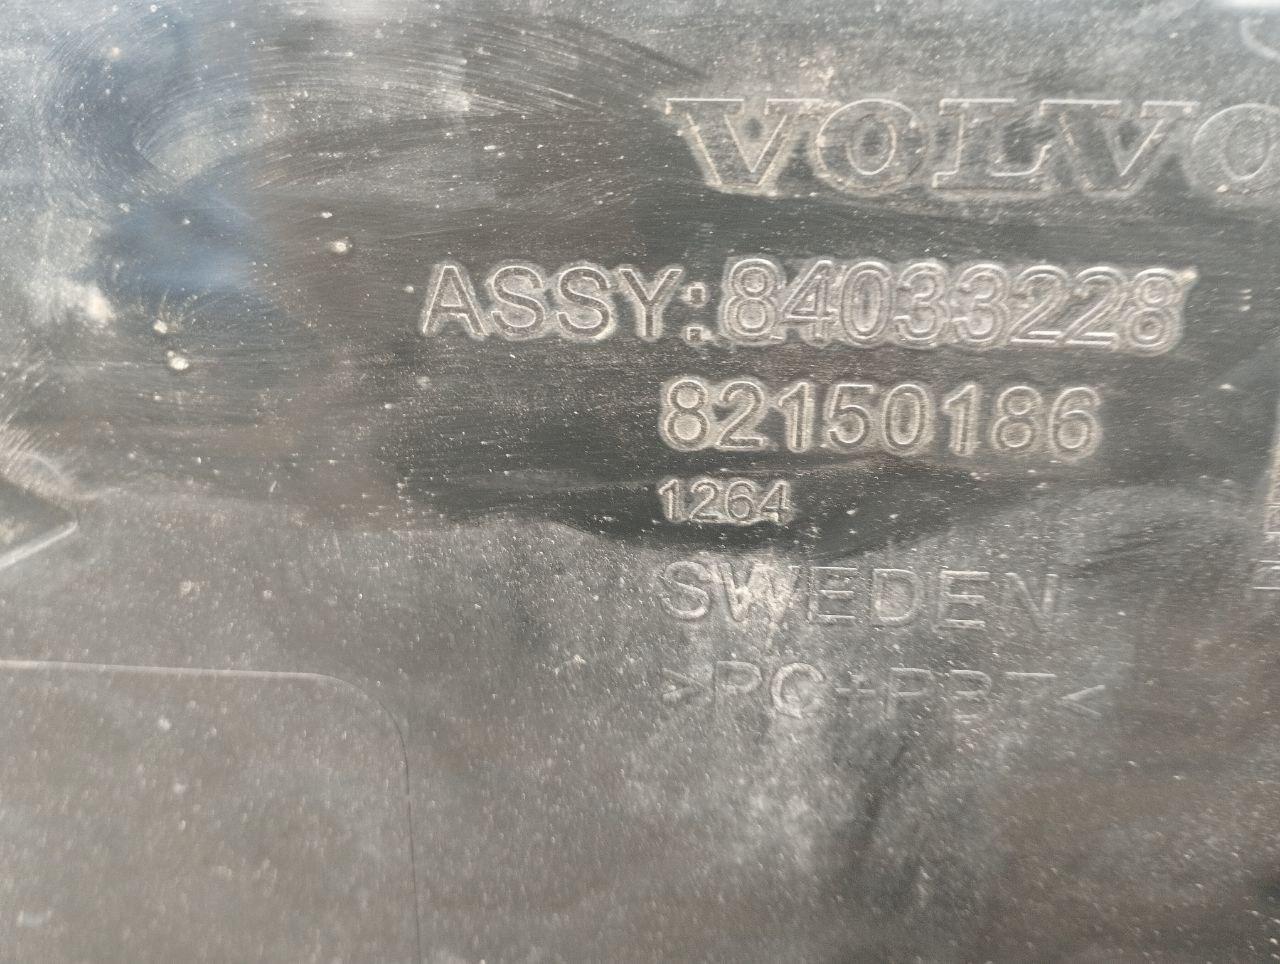 VOLVO
ASSY:84033228
82150186
1264
SWEDEN
>PC+PBT<